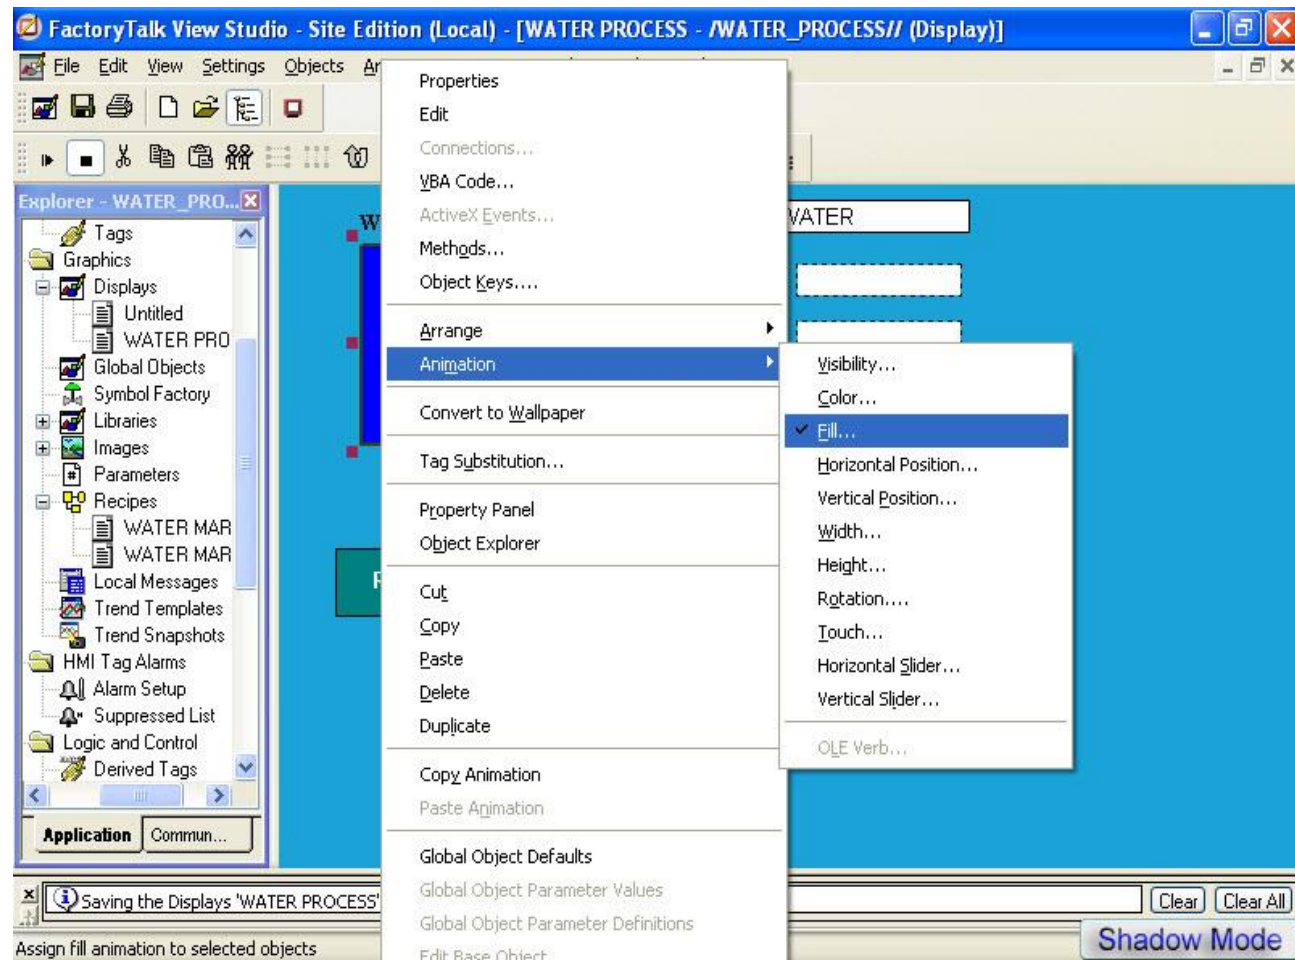 FactoryTalk View Studio - Site Edition (Local) - [WATER PROCESS - /WATER_PROCESS// (Display)]
File Edit View Settings Objects
Explorer - WATER_PRO...
Tags
Graphics
Displays
Untitled
WATER PRO
Global Objects
Symbol Factory
Libraries
Images
Parameters
Recipes
WATER MAR
WATER MAR
Local Messages
Trend Templates
Trend Snapshots
HMI Tag Alarms
Alarm Setup
Suppressed List
Logic and Control
Derived Tags
Application Commun...
Properties
Edit
Connections...
VBA Code...
ActiveX Events...
Methods...
Object Keys....
Arrange
Animation
Convert to Wallpaper
Tag Substitution...
Property Panel
Object Explorer
Cut
Copy
Paste
Delete
Duplicate
Copy Animation
Paste Animation
Global Object Defaults
Global Object Parameter Values
Global Object Parameter Definitions
Edit Base Object
WATER
Visibility...
Color...
Fill...
Horizontal Position...
Vertical Position...
Width...
Height...
Rotation....
Touch...
Horizontal Slider...
Vertical Slider...
OLE Verb...
Saving the Displays 'WATER PROCESS'
Clear Clear All
Assign fill animation to selected objects
Shadow Mode